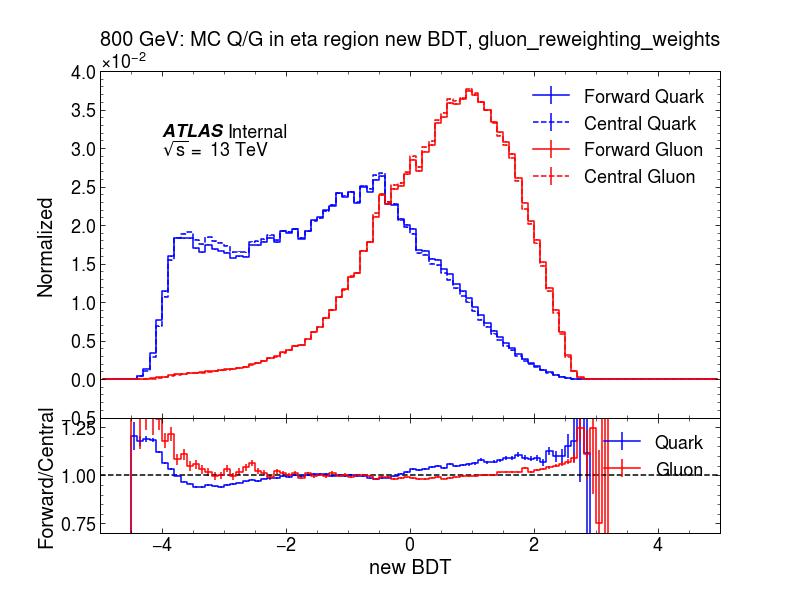 800 GeV: MC Q/G in eta region new BDT, gluon_reweighting_weights
×10⁻²
4.0
3.5
3.0
2.5
2.0
1.5
1.0
0.5
0.0
−0.5
Normalized
ATLAS Internal
√s = 13 TeV
Forward Quark
Central Quark
Forward Gluon
Central Gluon
1.25
1.00
0.75
Forward/Central
Quark
Gluon
−4 −2 0 2 4
new BDT